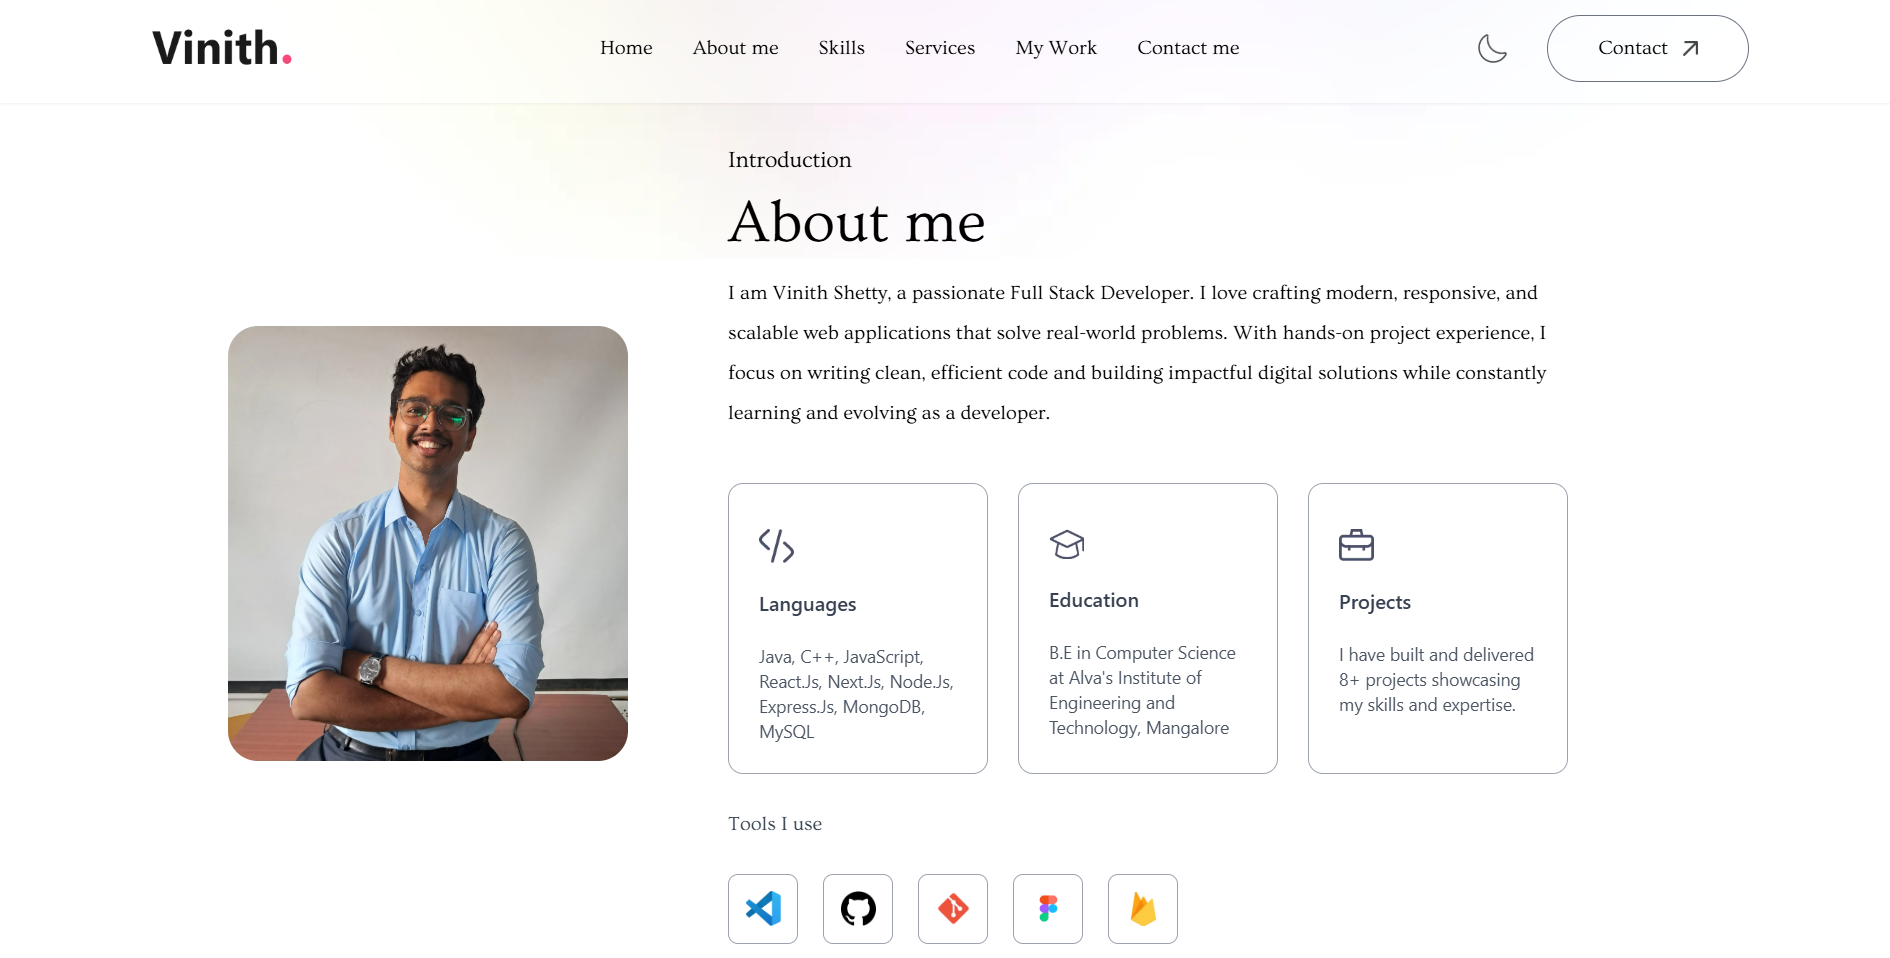 Vinith.
Home About me Skills Services My Work Contact me
Contact
Introduction
About me
I am Vinith Shetty, a passionate Full Stack Developer. I love crafting modern, responsive, and
scalable web applications that solve real-world problems. With hands-on project experience, I
focus on writing clean, efficient code and building impactful digital solutions while constantly
learning and evolving as a developer.
Languages
Java, C++, JavaScript,
React.Js, Next.Js, Node.Js,
Express.Js, MongoDB,
MySQL
Education
B.E in Computer Science
at Alva's Institute of
Engineering and
Technology, Mangalore
Projects
I have built and delivered
8+ projects showcasing
my skills and expertise.
Tools I use